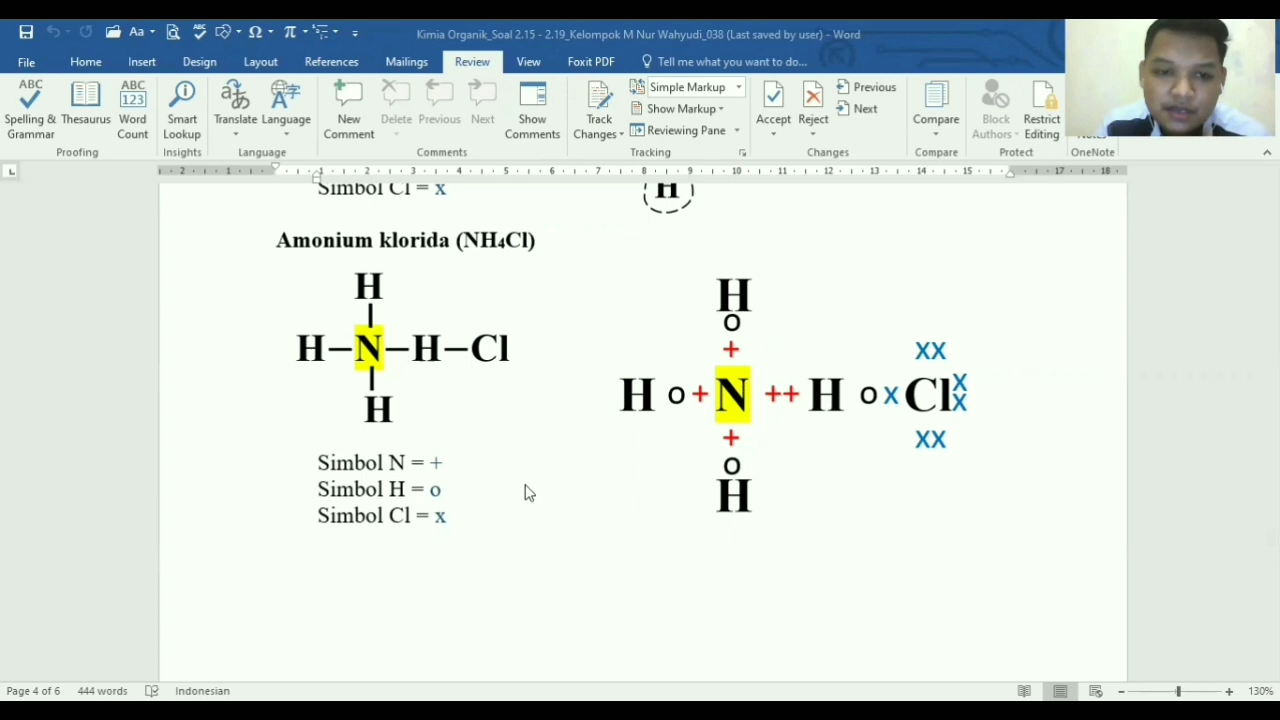 Kimia Organik_Soal 2.15 - 2.19_Kelompok M Nur Wahyudi_038 (Last saved by user) - Word
File Home Insert Design Layout References Mailings Review View Foxit PDF Tell me what you want to do...
Spelling & Grammar
Thesaurus
Word Count
Smart Lookup
Translate
Language
New Comment
Delete
Previous
Next
Show Comments
Track Changes
Simple Markup
Show Markup
Reviewing Pane
Accept
Reject
Previous
Next
Compare
Block Authors
Restrict Editing
Proofing Insights Language Comments Tracking Changes Compare Protect OneNote
Simbol Cl = x
H
Amonium klorida (NH4Cl)
H
H – N – H – Cl
H
Simbol N = +
Simbol H = o
Simbol Cl = x
H
o
+
xx
H o + N ++ H o x Cl x x
+
xx
o
H
Page 4 of 6 444 words Indonesian 130%